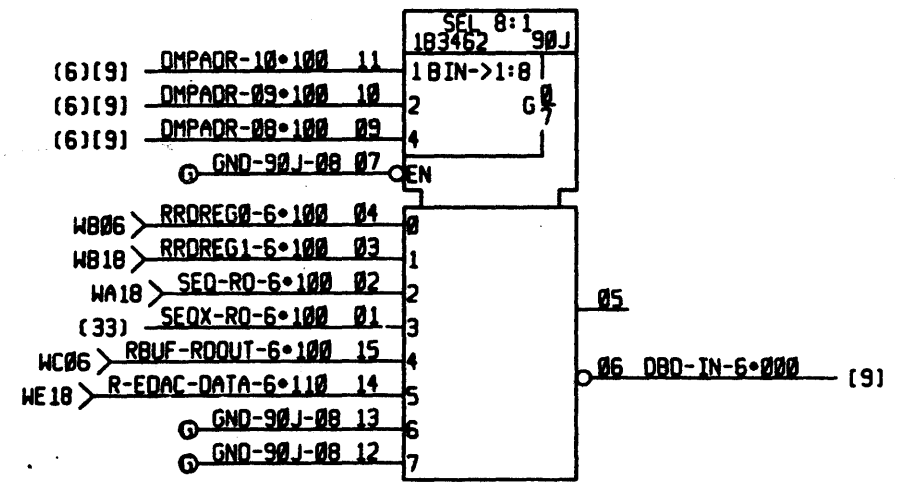 SEL 8:1
183462 90J
(6)[9] DMPADR-10•100 11 1 BIN->1:8
(6)[9] DMPADR-09•100 10 2 G 0/7
(6)[9] DMPADR-08•100 09 4
G GND-90J-08 07 EN
WB06 RRDREG0-6•100 04 0
WB18 RRDREG1-6•100 03 1
WA18 SEQ-RO-6•100 02 2
05
(33) SEQX-RO-6•100 01 3
WC06 RBUF-RDOUT-6•100 15 4
06 DBD-IN-6•000 [9]
WE18 R-EDAC-DATA-6•110 14 5
G GND-90J-08 13 6
G GND-90J-08 12 7